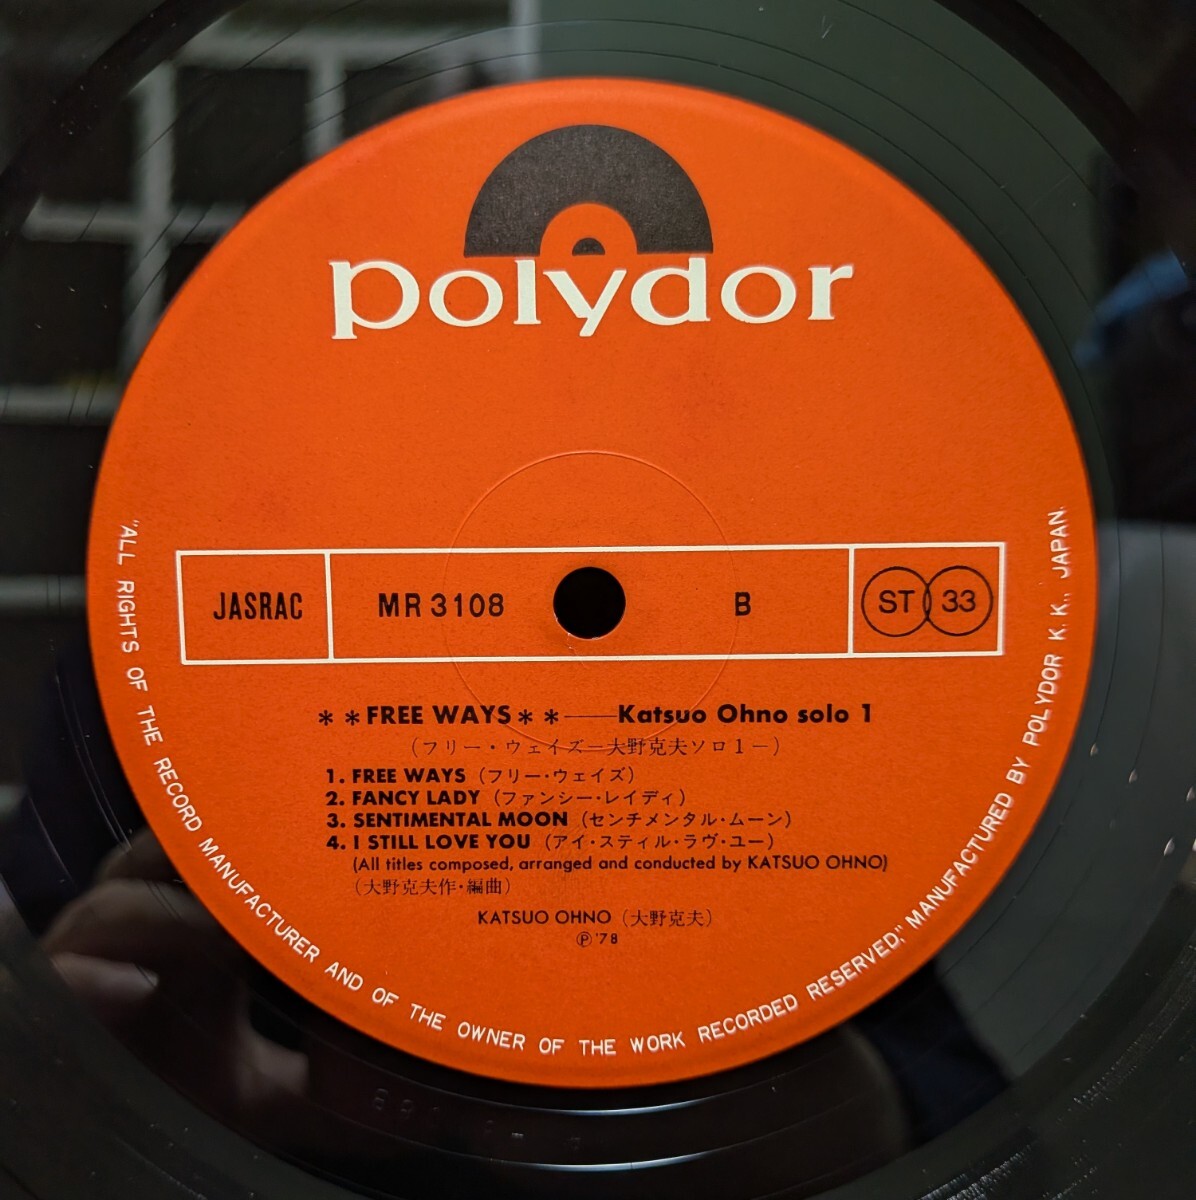 polydor
JASRAC MR 3108 B ST 33
**FREE WAYS**——Katsuo Ohno solo 1
(フリー・ウェイズ—大野克夫ソロ1—)
1. FREE WAYS (フリー・ウェイズ)
2. FANCY LADY (ファンシー・レイディ)
3. SENTIMENTAL MOON (センチメンタル・ムーン)
4. I STILL LOVE YOU (アイ・スティル・ラヴ・ユー)
(All titles composed, arranged and conducted by KATSUO OHNO)
(大野克夫作・編曲)
KATSUO OHNO (大野克夫)
℗'78
"ALL RIGHTS OF THE RECORD MANUFACTURER AND OF THE OWNER OF THE WORK RECORDED RESERVED," MANUFACTURED BY POLYDOR K. K., JAPAN.